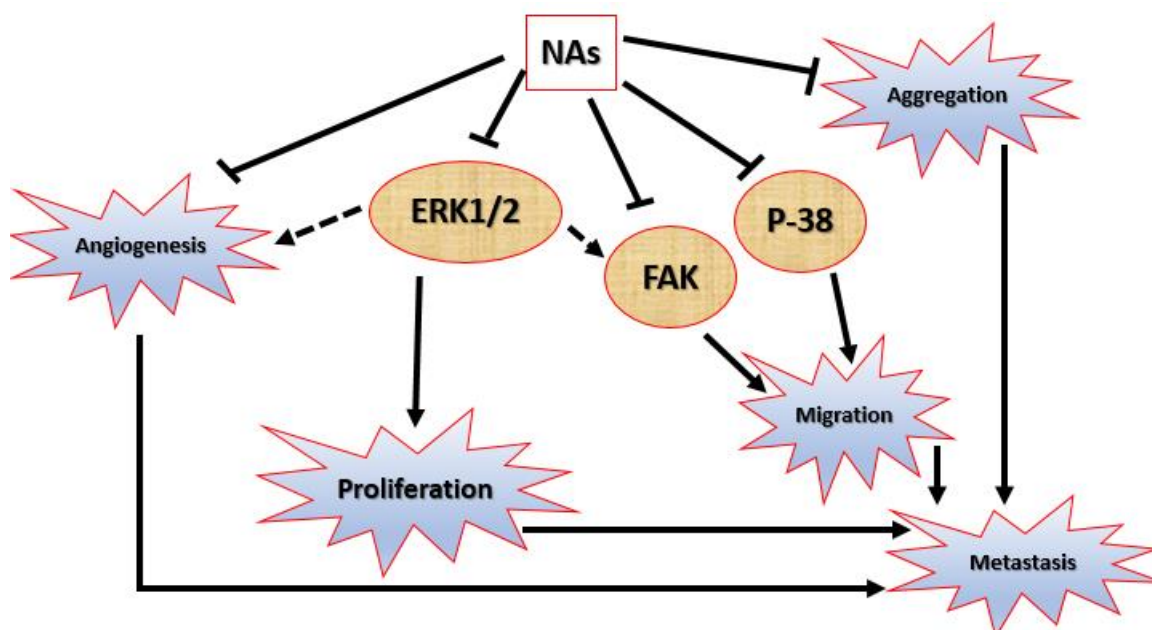 NAs
Aggregation
ERK1/2
P-38
Angiogenesis
FAK
Migration
Proliferation
Metastasis